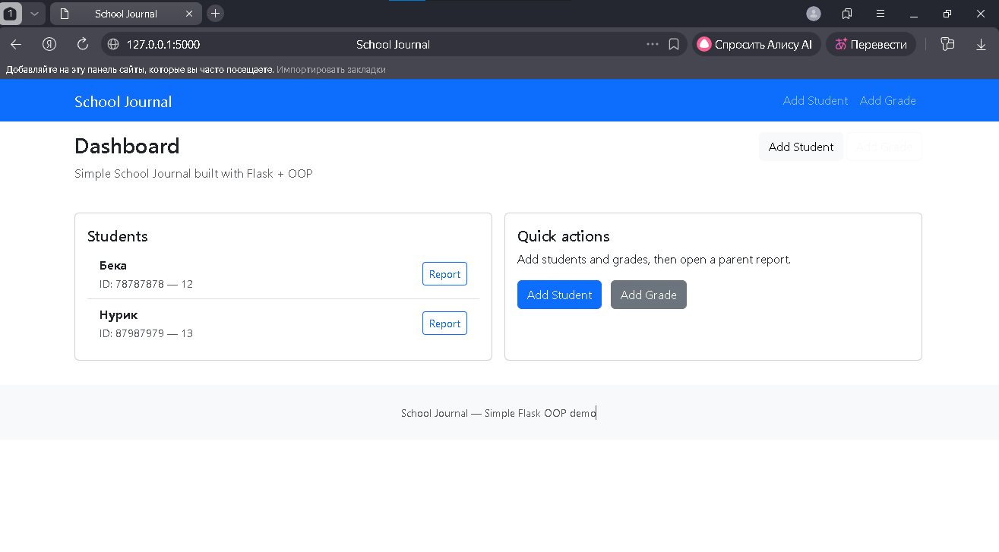 1
School Journal
127.0.0.1:5000
School Journal
Спросить Алису AI
Перевести
Добавляйте на эту панель сайты, которые вы часто посещаете. Импортировать закладки
School Journal
Add Student
Add Grade
Dashboard
Add Student
Add Grade
Simple School Journal built with Flask + OOP
Students
Бека
ID: 78787878 — 12
Report
Нурик
ID: 87987979 — 13
Report
Quick actions
Add students and grades, then open a parent report.
Add Student
Add Grade
School Journal — Simple Flask OOP demo